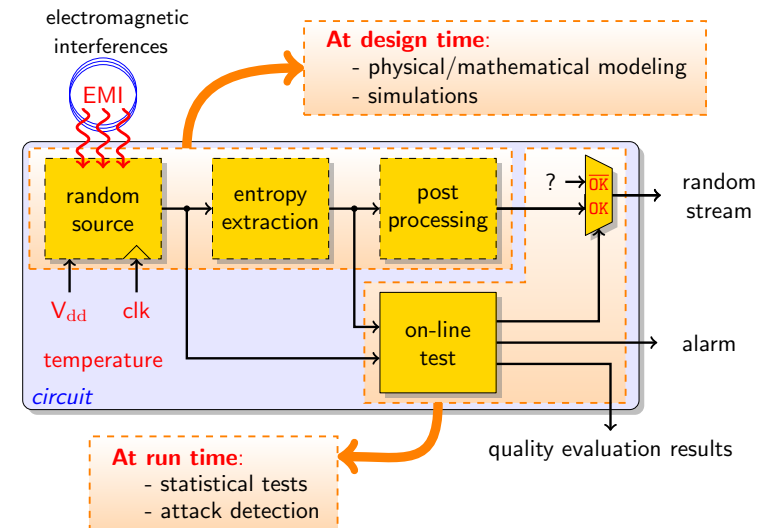 electromagnetic
interferences
EMI
At design time:
- physical/mathematical modeling
- simulations
random
source
entropy
extraction
post
processing
?
OK
OK
random
stream
Vdd
clk
temperature
on-line
test
alarm
circuit
quality evaluation results
At run time:
- statistical tests
- attack detection